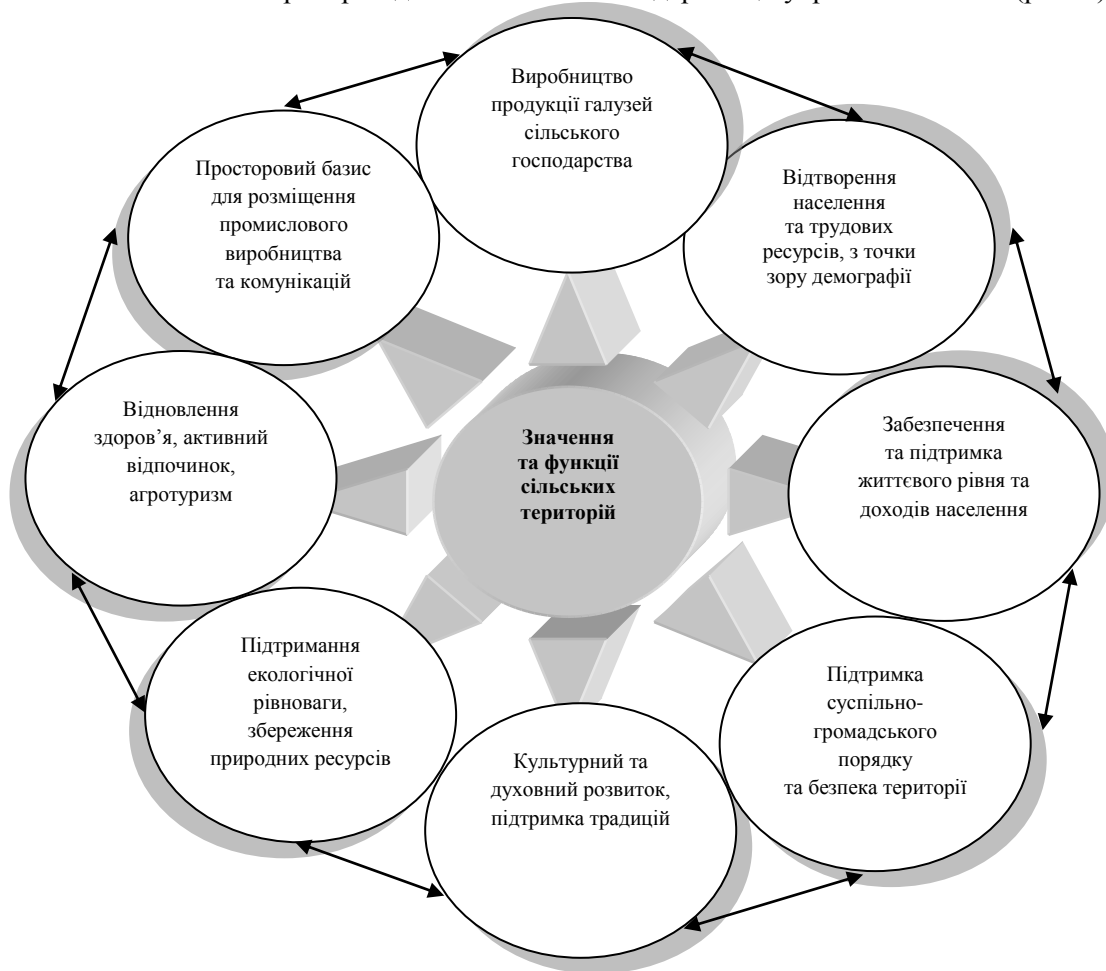 Виробництво
продукції галузей
сільського
господарства
Відтворення
населення
та трудових
ресурсів, з точки
зору демографії
Забезпечення
та підтримка
життєвого рівня та
доходів населення
Підтримка
суспільно-
громадського
порядку
та безпека території
Культурний та
духовний розвиток,
підтримка традицій
Підтримання
екологічної
рівноваги,
збереження
природних ресурсів
Відновлення
здоров’я, активний
відпочинок,
агротуризм
Просторовий базис
для розміщення
промислового
виробництва
та комунікацій
Значення
та функції
сільських
територій